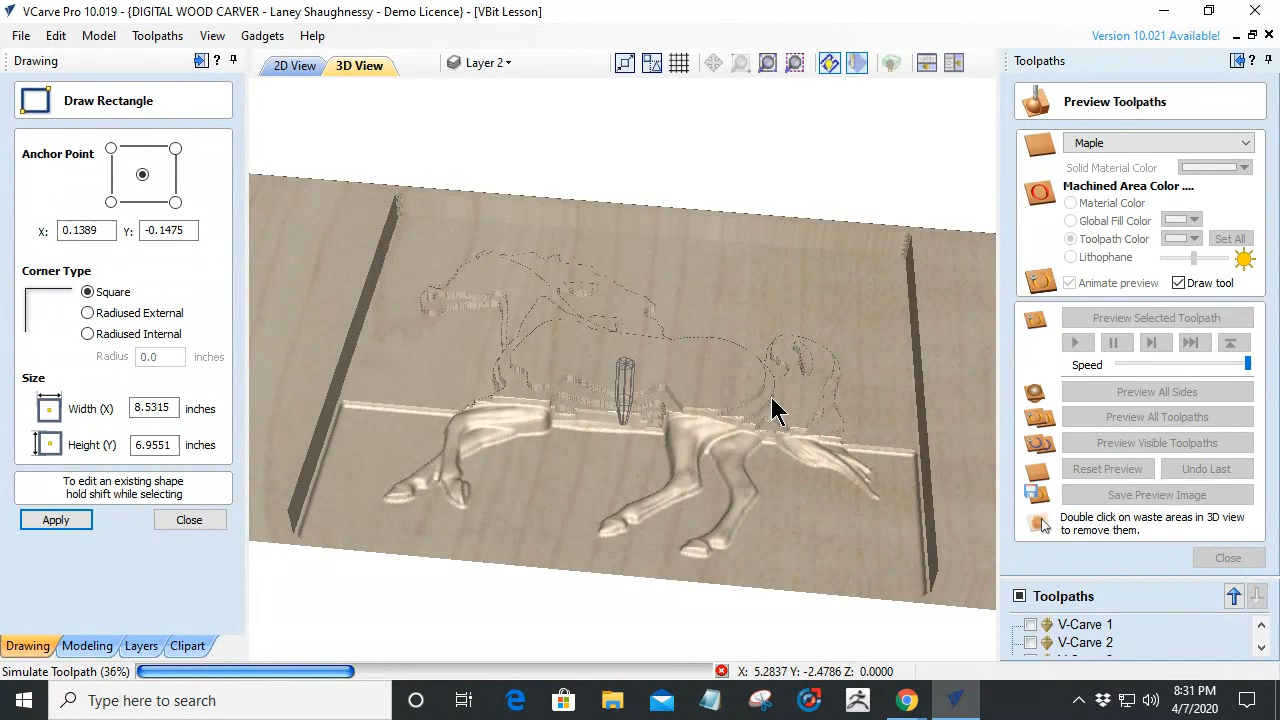 VCarve Pro 10.019 - {DIGITAL WOOD CARVER - Laney Shaughnessy - Demo Licence} - [VBit Lesson]
File Edit Model Toolpaths View Gadgets Help
Version 10.021 Available!
Drawing
2D View
3D View
Layer 2
Toolpaths
Draw Rectangle
Anchor Point
X: 0.1389 Y: -0.1475
Corner Type
Square
Radiused External
Radiused Internal
Radius 0.0 inches
Size
Width (X) 8.5315 inches
Height (Y) 6.9551 inches
To edit an existing shape
hold shift while selecting
Apply
Close
Drawing Modeling Layers Clipart
Preview Toolpaths
Maple
Solid Material Color
Machined Area Color ....
Material Color
Global Fill Color
Toolpath Color
Set All
Lithophane
Animate preview
Draw tool
Preview Selected Toolpath
Speed
Preview All Sides
Preview All Toolpaths
Preview Visible Toolpaths
Reset Preview
Undo Last
Save Preview Image
Double click on waste areas in 3D view
to remove them.
Close
Toolpaths
V-Carve 1
V-Carve 2
Simulate Toolpath (36%)
X: 5.2837 Y: -2.4786 Z: 0.0000
Type here to search
8:31 PM
4/7/2020